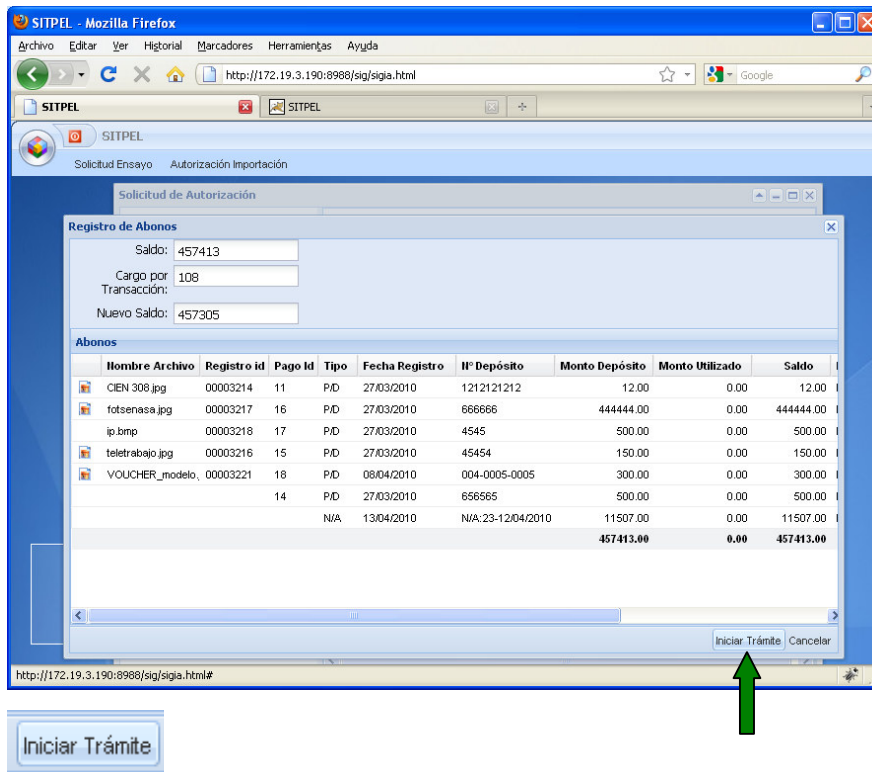 SITPEL - Mozilla Firefox
Archivo Editar Ver Historial Marcadores Herramientas Ayuda
http://172.19.3.190:8988/sig/sigia.html Google
SITPEL SITPEL
SITPEL
Solicitud Ensayo Autorización Importación
Solicitud de Autorización
Registro de Abonos
Saldo: 457413
Cargo por Transacción: 108
Nuevo Saldo: 457305
Abonos
Nombre Archivo Registro id Pago Id Tipo Fecha Registro Nº Depósito Monto Depósito Monto Utilizado Saldo
CIEN 308.jpg 00003214 11 P/D 27/03/2010 1212121212 12.00 0.00 12.00
fotsenasa.jpg 00003217 16 P/D 27/03/2010 666666 444444.00 0.00 444444.00
ip.bmp 00003218 17 P/D 27/03/2010 4545 500.00 0.00 500.00
teletrabajo.jpg 00003216 15 P/D 27/03/2010 45454 150.00 0.00 150.00
VOUCHER_modelo. 00003221 18 P/D 08/04/2010 004-0005-0005 300.00 0.00 300.00
14 P/D 27/03/2010 656565 500.00 0.00 500.00
N/A 13/04/2010 N/A:23-12/04/2010 11507.00 0.00 11507.00
457413.00 0.00 457413.00
Iniciar Trámite Cancelar
http://172.19.3.190:8988/sig/sigia.html#
Iniciar Trámite